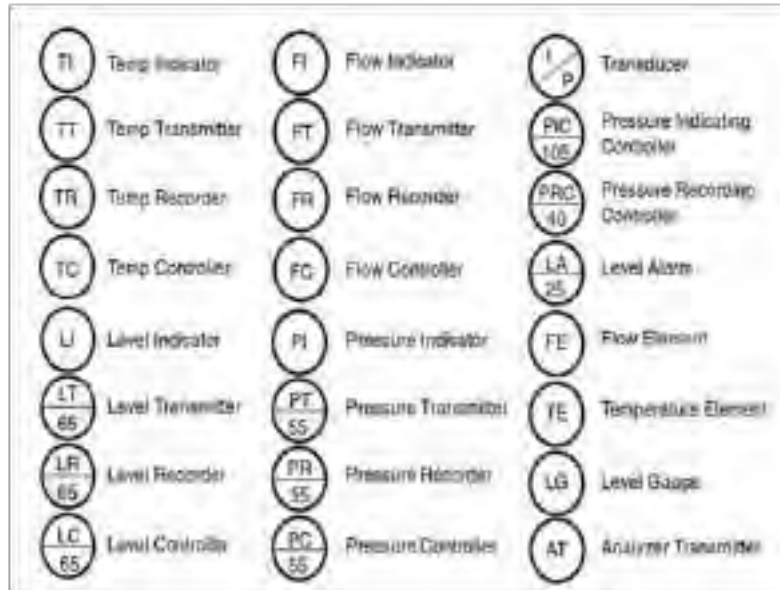 TI Temp Indicator
TT Temp Transmitter
TR Temp Recorder
TC Temp Controller
LI Level Indicator
LT
65 Level Transmitter
LR
65 Level Recorder
LC
65 Level Controller
FI Flow Indicator
FT Flow Transmitter
FR Flow Recorder
FC Flow Controller
PI Pressure Indicator
PT
55 Pressure Transmitter
PR
55 Pressure Recorder
PC
55 Pressure Controller
I
P Transducer
PIC
105 Pressure Indicating
Controller
PRC
40 Pressure Recording
Controller
LA
25 Level Alarm
FE Flow Element
TE Temperature Element
LG Level Gauge
AT Analyzer Transmitter